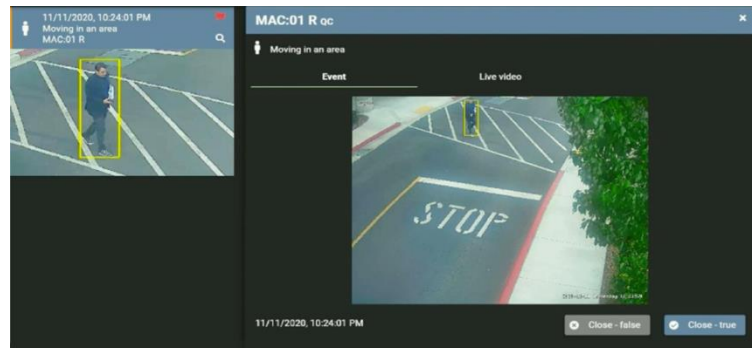 11/11/2020, 10:24:01 PM
Moving in an area
MAC:01 R
MAC:01 R QC
Moving in an area
Event
Live video
STOP
11/11/2020, 10:24:01 PM
Close - false
Close - true